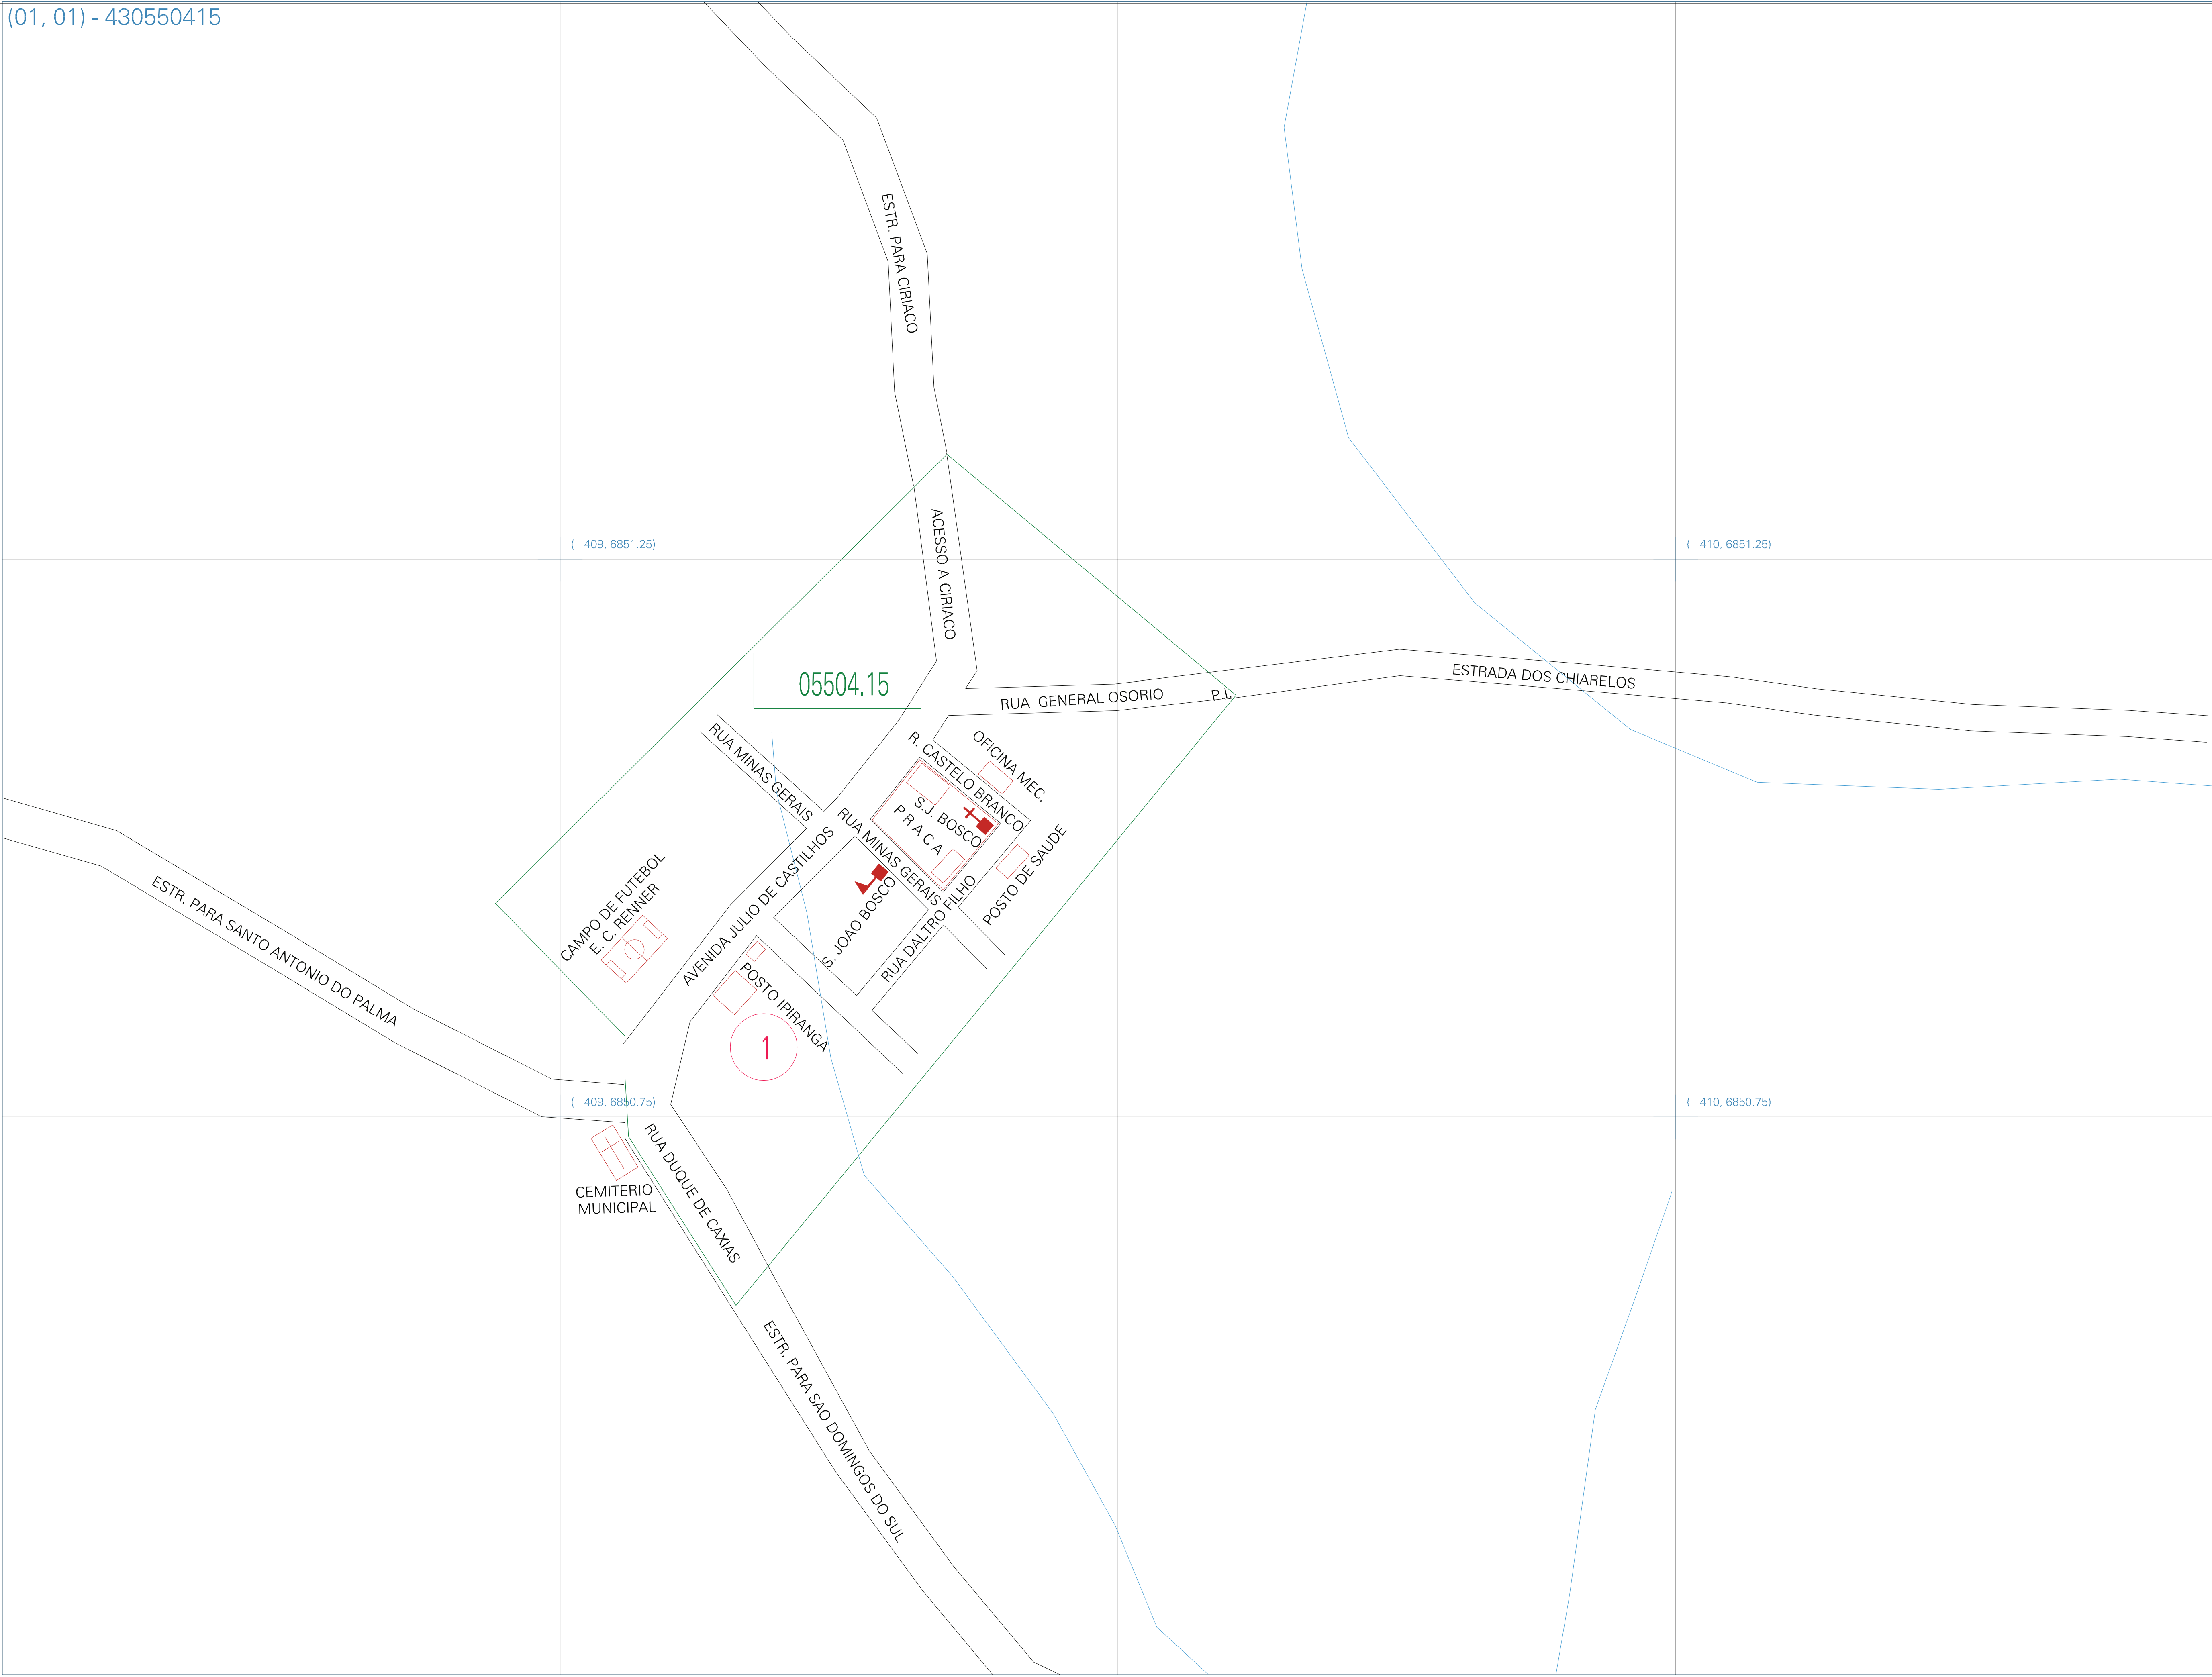 (01, 01) - 430550415
ESTR. PARA CIRIACO
( 409, 6851.25)
( 410, 6851.25)
ACESSO A CIRIACO
05504.15
RUA GENERAL OSORIO
P.I.
ESTRADA DOS CHIARELOS
RUA MINAS GERAIS
R. CASTELO BRANCO
OFICINA MEC.
S.J. BOSCO
P R A C A
RUA MINAS GERAIS
POSTO DE SAUDE
AVENIDA JULIO DE CASTILHOS
S. JOAO BOSCO
RUA DALTRO FILHO
CAMPO DE FUTEBOL
E. C. RENNER
ESTR. PARA SANTO ANTONIO DO PALMA
POSTO IPIRANGA
1
( 409, 6850.75)
( 410, 6850.75)
RUA DUQUE DE CAXIAS
CEMITERIO
MUNICIPAL
ESTR. PARA SAO DOMINGOS DO SUL